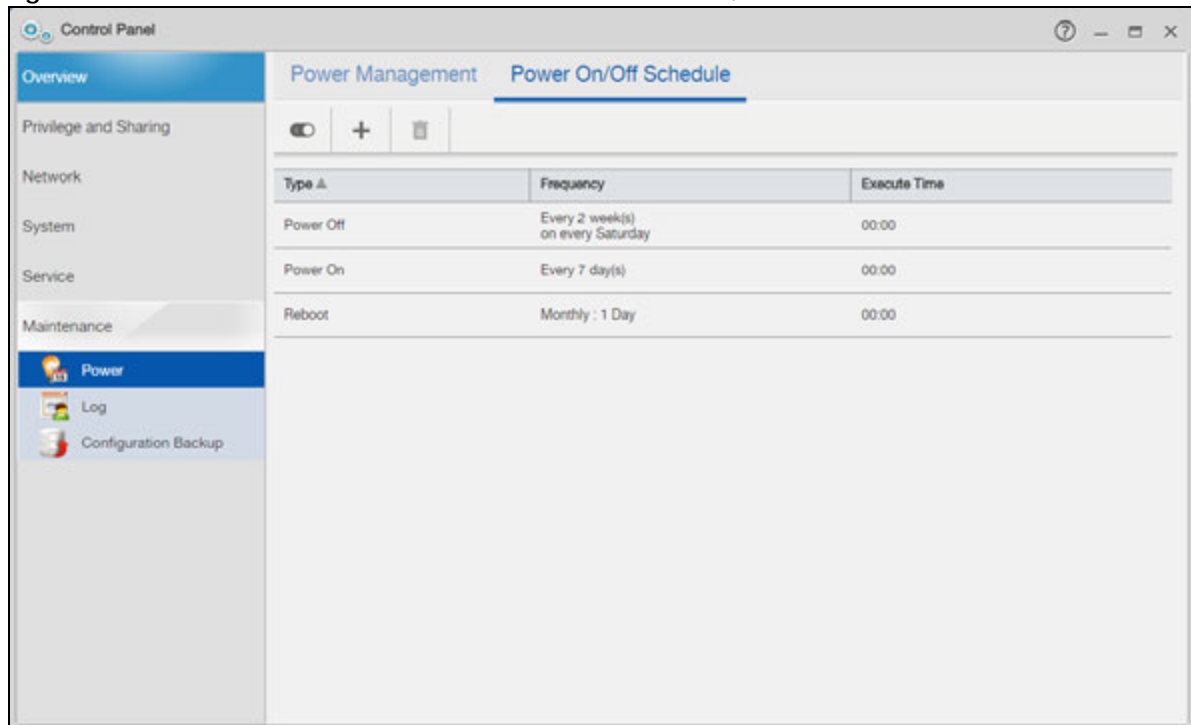 Control Panel
Overview
Privilege and Sharing
Network
System
Service
Maintenance
Power
Log
Configuration Backup
Power Management
Power On/Off Schedule
Type
Frequency
Execute Time
Power Off
Every 2 week(s)
on every Saturday
00:00
Power On
Every 7 day(s)
00:00
Reboot
Monthly : 1 Day
00:00